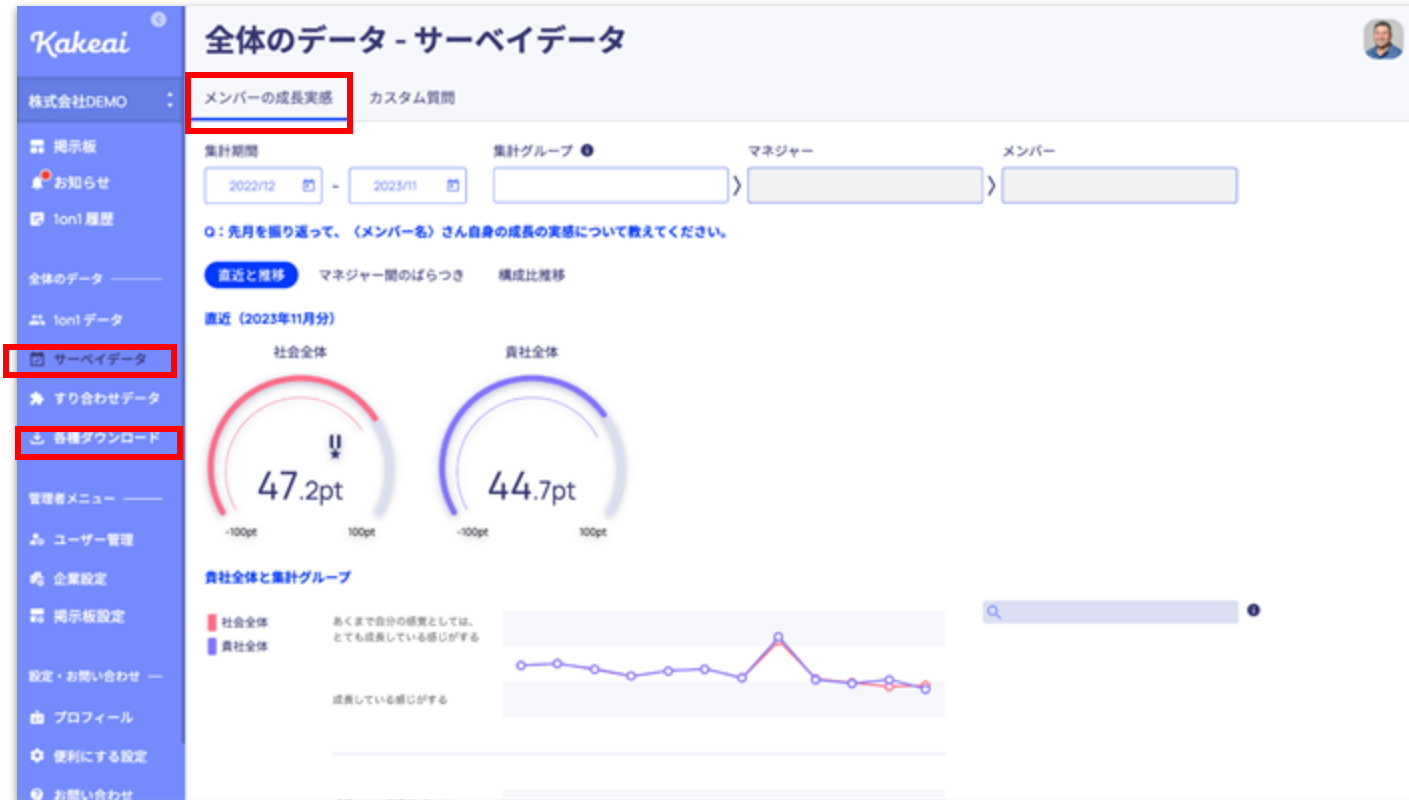 Kakeai
株式会社DEMO
掲示板
お知らせ
1on1 履歴
全体のデータ
1on1 データ
サーベイデータ
すり合わせデータ
各種ダウンロード
管理者メニュー
ユーザー管理
企業設定
掲示板設定
設定・お問い合わせ
プロフィール
便利にする設定
お問い合わせ
全体のデータ - サーベイデータ
メンバーの成長実感 カスタム質問
集計期間 集計グループ マネジャー メンバー
2022/12 - 2023/11
Q：先月を振り返って、〈メンバー名〉さん自身の成長の実感について教えてください。
直近と推移 マネジャー間のばらつき 構成比推移
直近（2023年11月分）
社会全体 貴社全体
47.2pt 44.7pt
-100pt 100pt -100pt 100pt
貴社全体と集計グループ
社会全体
貴社全体
あくまで自分の感覚としては、
とても成長している感じがする
成長している感じがする